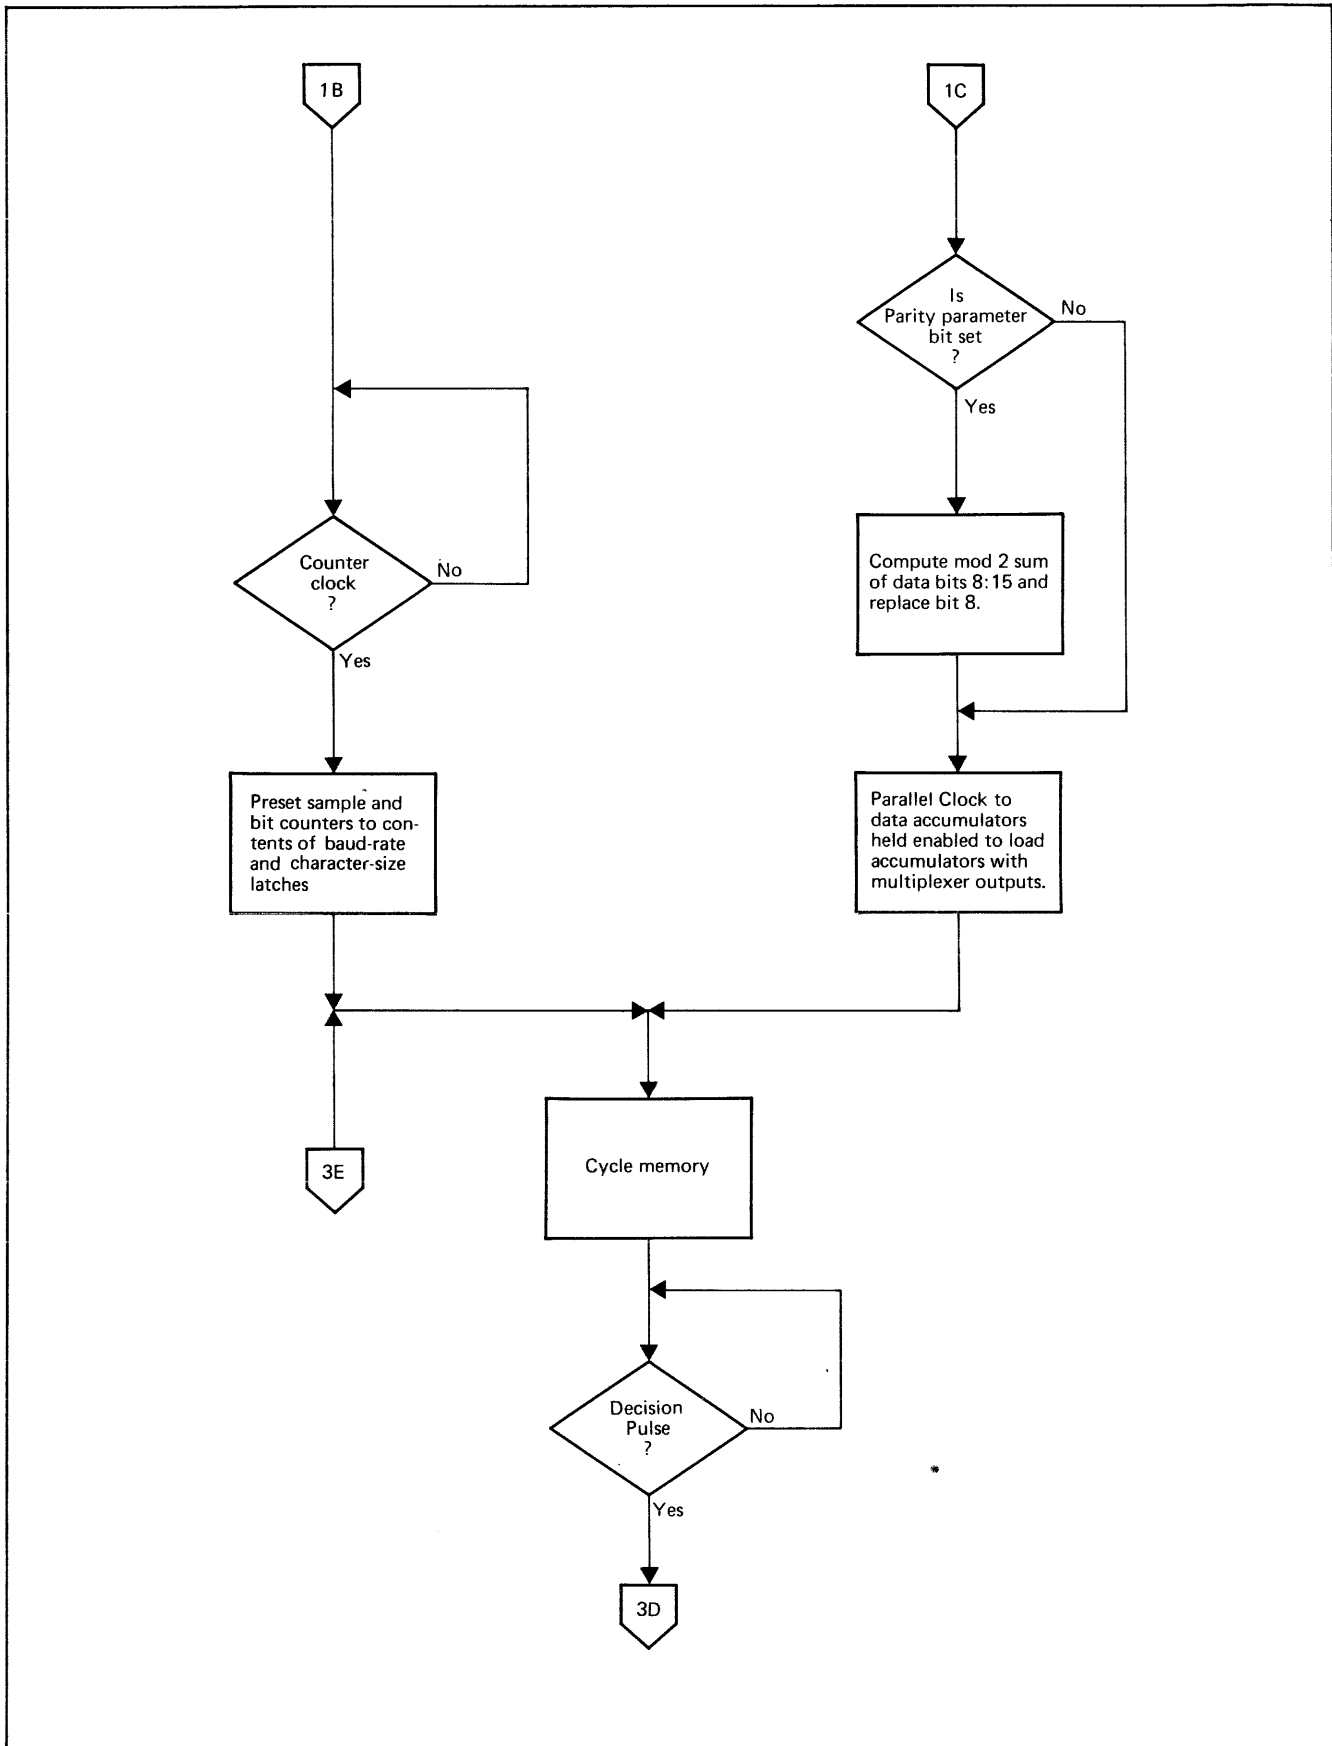 1B
1C
Is
Parity parameter
bit set
?
No
Yes
Counter
clock
?
No
Yes
Compute mod 2 sum
of data bits 8:15 and
replace bit 8.
Preset sample and
bit counters to con-
tents of baud-rate
and character-size
latches
Parallel Clock to
data accumulators
held enabled to load
accumulators with
multiplexer outputs.
3E
Cycle memory
Decision
Pulse
?
No
Yes
3D